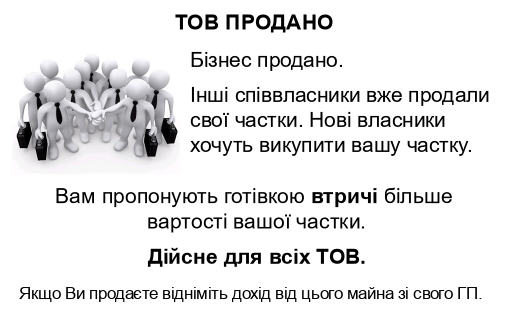 ТОВ ПРОДАНО
Бізнес продано.
Інші співвласники вже продали
свої частки. Нові власники
хочуть викупити вашу частку.
Вам пропонують готівкою втричі більше
вартості вашої частки.
Дійсне для всіх ТОВ.
Якщо Ви продаєте відніміть дохід від цього майна зі свого ГП.